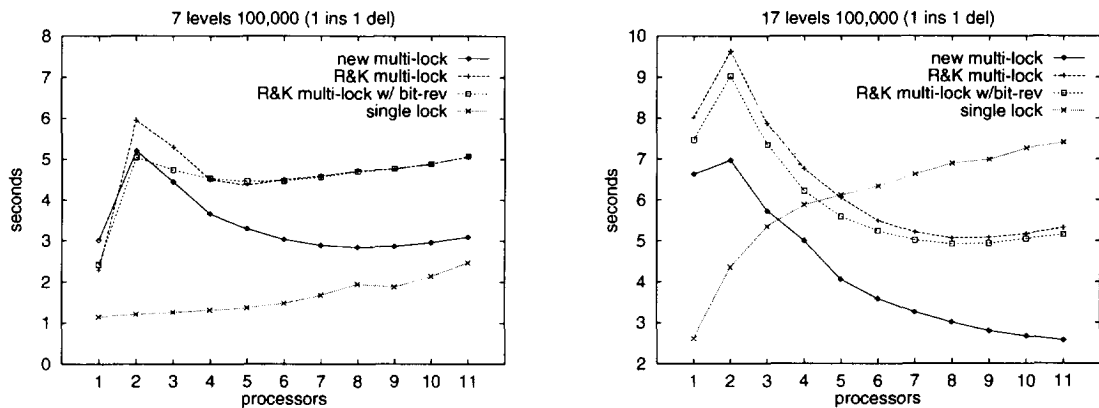 7 levels 100,000 (1 ins 1 del)
8
7
6
5
4
3
2
1
0
seconds
new multi-lock
R&K multi-lock
R&K multi-lock w/ bit-rev
single lock
1 2 3 4 5 6 7 8 9 10 11
processors
17 levels 100,000 (1 ins 1 del)
10
9
8
7
6
5
4
3
2
seconds
new multi-lock
R&K multi-lock
R&K multi-lock w/bit-rev
single lock
1 2 3 4 5 6 7 8 9 10 11
processors